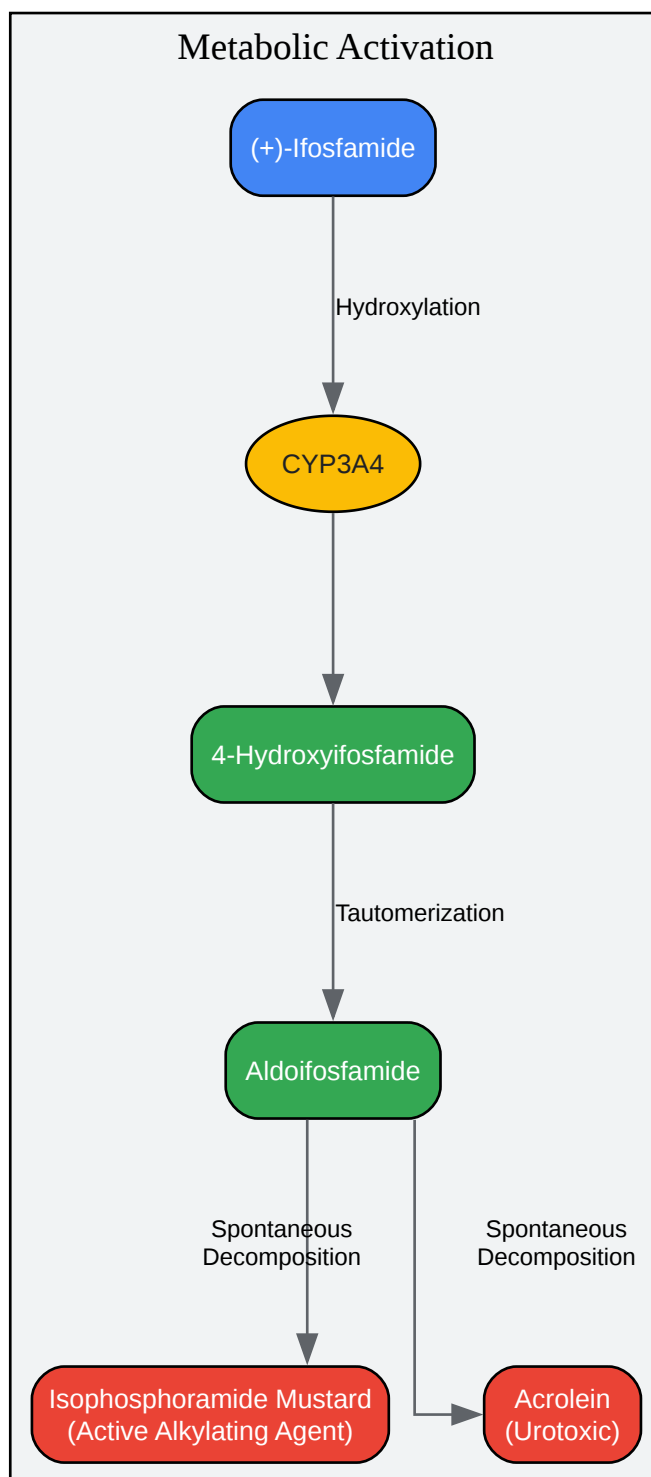 Metabolic Activation
(+)-Ifosfamide
Hydroxylation
CYP3A4
4-Hydroxyifosfamide
Tautomerization
Aldoifosfamide
Spontaneous
Decomposition
Spontaneous
Decomposition
Isophosphoramide Mustard
(Active Alkylating Agent)
Acrolein
(Urotoxic)